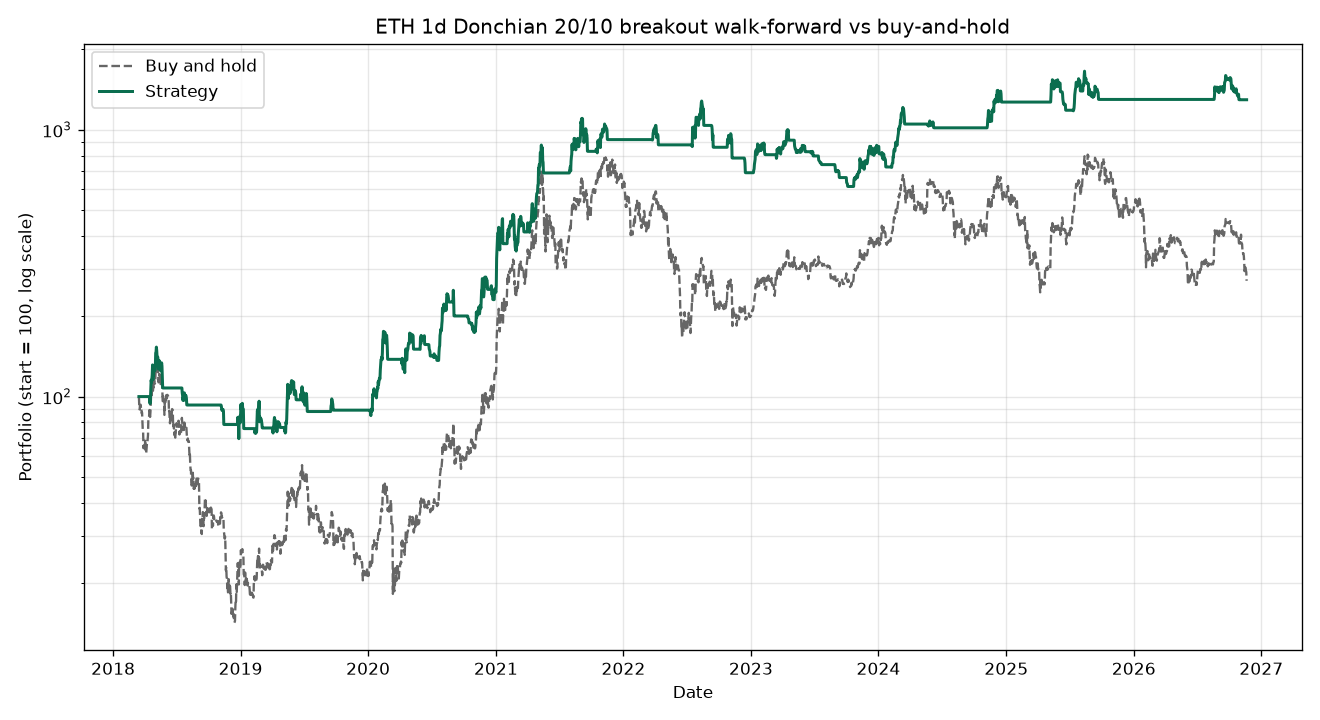 ETH 1d Donchian 20/10 breakout walk-forward vs buy-and-hold
Buy and hold
Strategy
10³
10²
Portfolio (start = 100, log scale)
2018 2019 2020 2021 2022 2023 2024 2025 2026 2027
Date